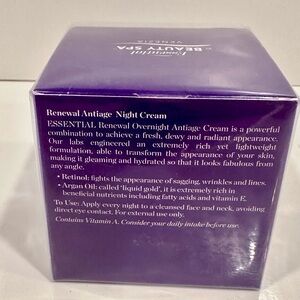 Essential
BEAUTY SPA
VENEZIA
Renewal Antiage Night Cream
ESSENTIAL Renewal Overnight Antiage Cream is a powerful
combination to achieve a fresh, dewy and radiant appearance.
Our labs engineered an extremely rich yet lightweight
formulation, able to transform the appearance of your skin,
making it gleaming and hydrated so that it looks fabulous from
any angle.
• Retinol: fights the appearance of sagging, wrinkles and lines.
• Argan Oil: called 'liquid gold', it is extremely rich in
beneficial nutrients including fatty acids and vitamin E.
To Use: Apply every night to a cleansed face and neck, avoiding
direct eye contact. For external use only.
Contains Vitamin A. Consider your daily intake before use.